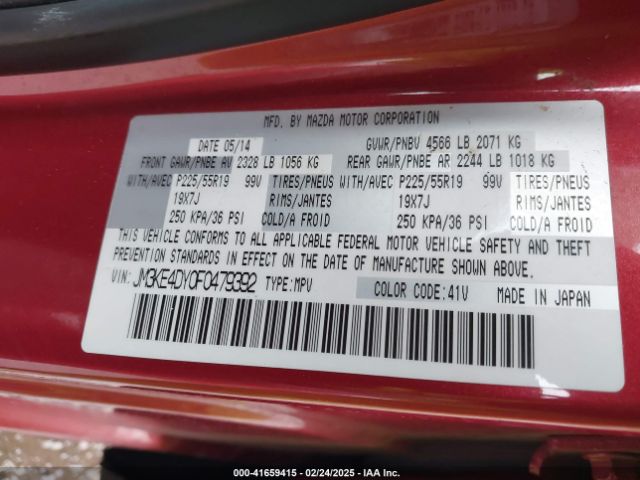 MFD. BY MAZDA MOTOR CORPORATION
DATE 05/14 GVWR/PNBV 4566 LB 2071 KG
FRONT GAWR/PNBE AV 2328 LB 1056 KG REAR GAWR/PNBE AR 2244 LB 1018 KG
WITH/AVEC P225/55R19 99V TIRES/PNEUS WITH/AVEC P225/55R19 99V TIRES/PNEUS
19X7J RIMS/JANTES 19X7J RIMS/JANTES
250 KPA/36 PSI COLD/A FROID 250 KPA/36 PSI COLD/A FROID
THIS VEHICLE CONFORMS TO ALL APPLICABLE FEDERAL MOTOR VEHICLE SAFETY AND THEFT
PREVENTION STANDARDS IN EFFECT ON THE DATE OF MANUFACTURE SHOWN ABOVE.
VIN: JM3KE4DY0F0479392 TYPE: MPV COLOR CODE:41V MADE IN JAPAN
000-41659415 - 02/24/2025 - IAA Inc.